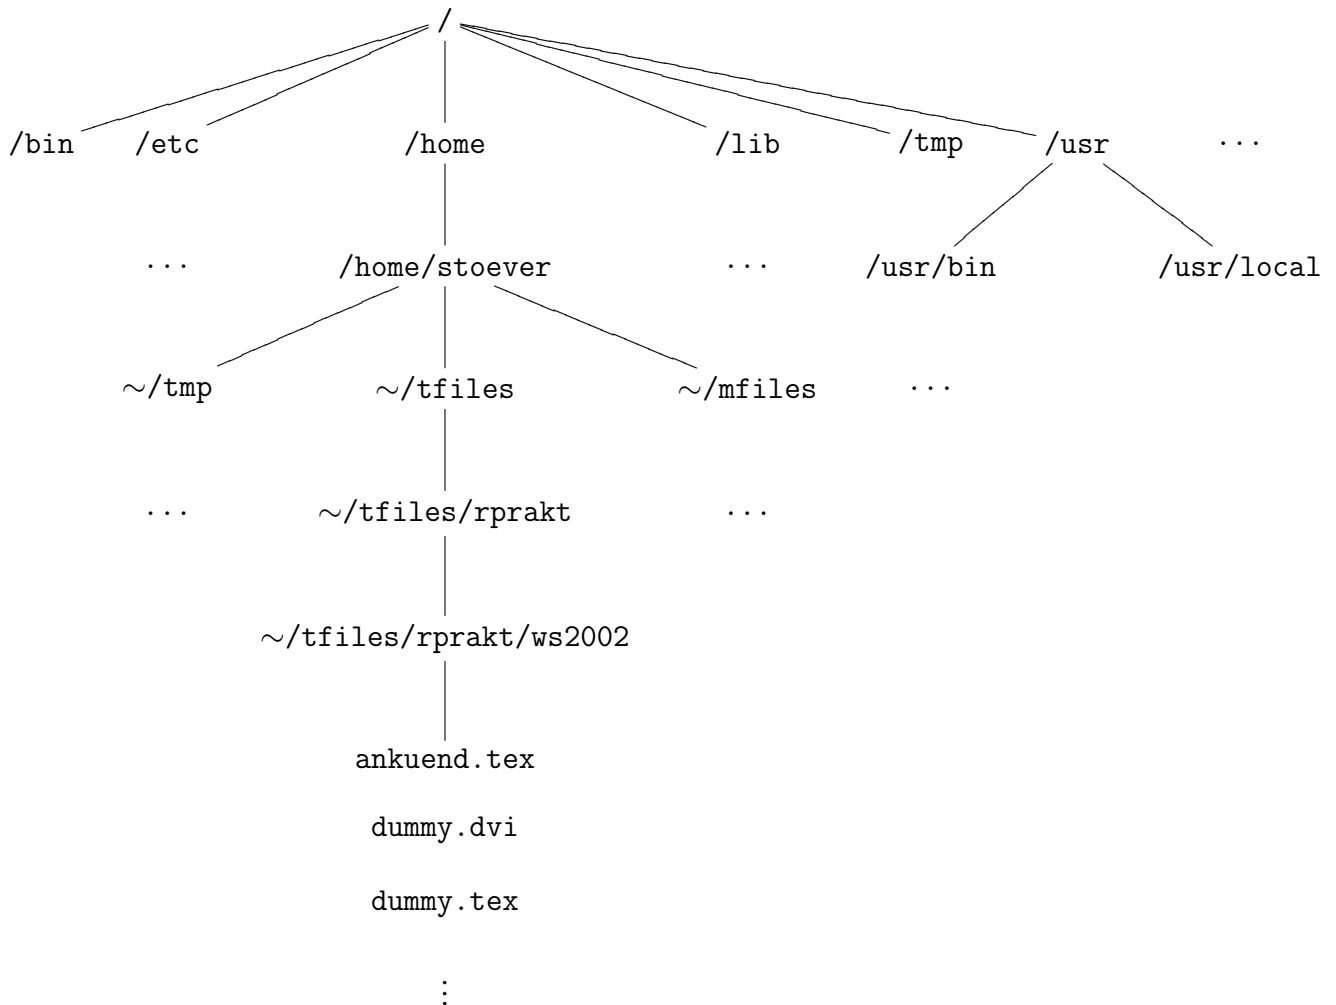 /
/bin /etc /home /lib /tmp /usr ···
··· /home/stoever ··· /usr/bin /usr/local
∼/tmp ∼/tfiles ∼/mfiles ···
··· ∼/tfiles/rprakt ···
∼/tfiles/rprakt/ws2002
ankuend.tex
dummy.dvi
dummy.tex
⋮